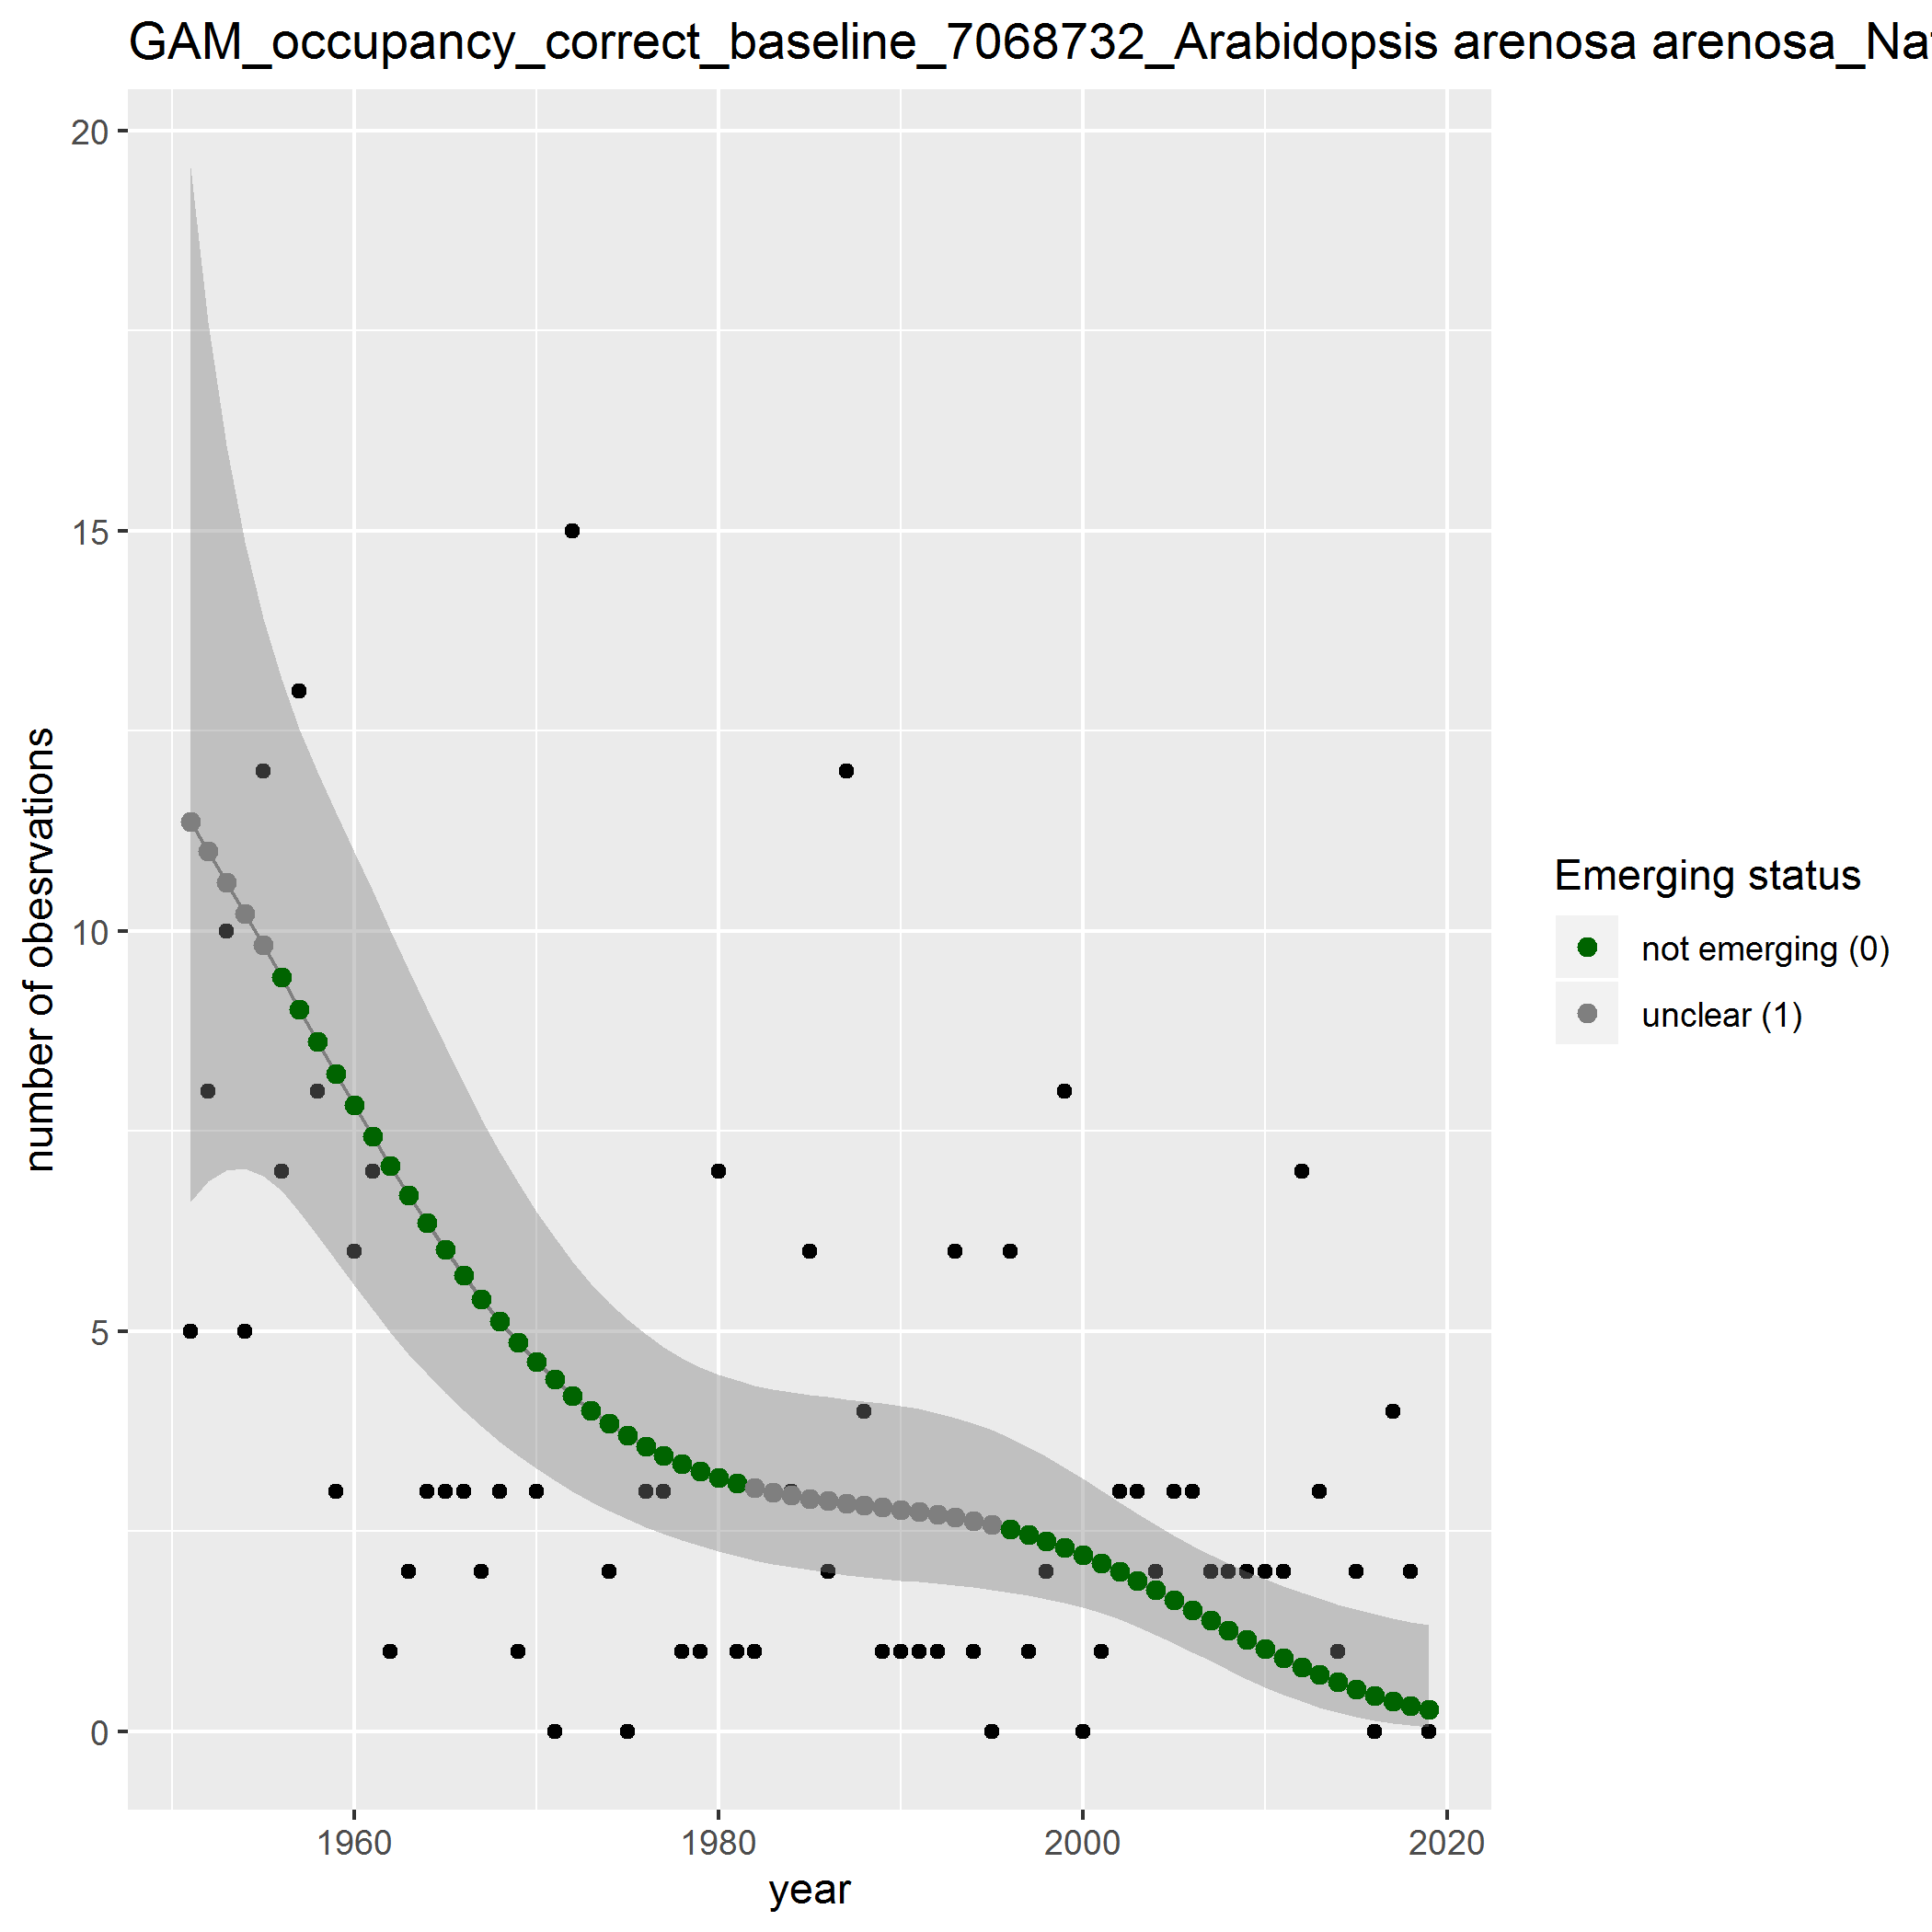 GAM_occupancy_correct_baseline_7068732_Arabidopsis arenosa arenosa_Nat
20
15
10
5
0
number of obesrvations
1960
1980
2000
2020
year
Emerging status
not emerging (0)
unclear (1)